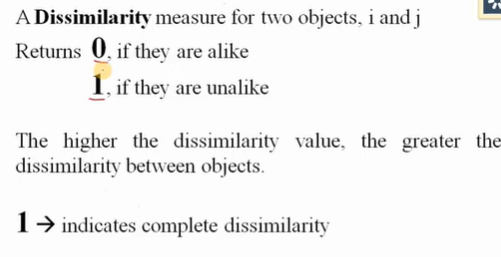 A Dissimilarity measure for two objects, i and j
Returns 0, if they are alike
1, if they are unalike
The higher the dissimilarity value, the greater the
dissimilarity between objects.
1 → indicates complete dissimilarity